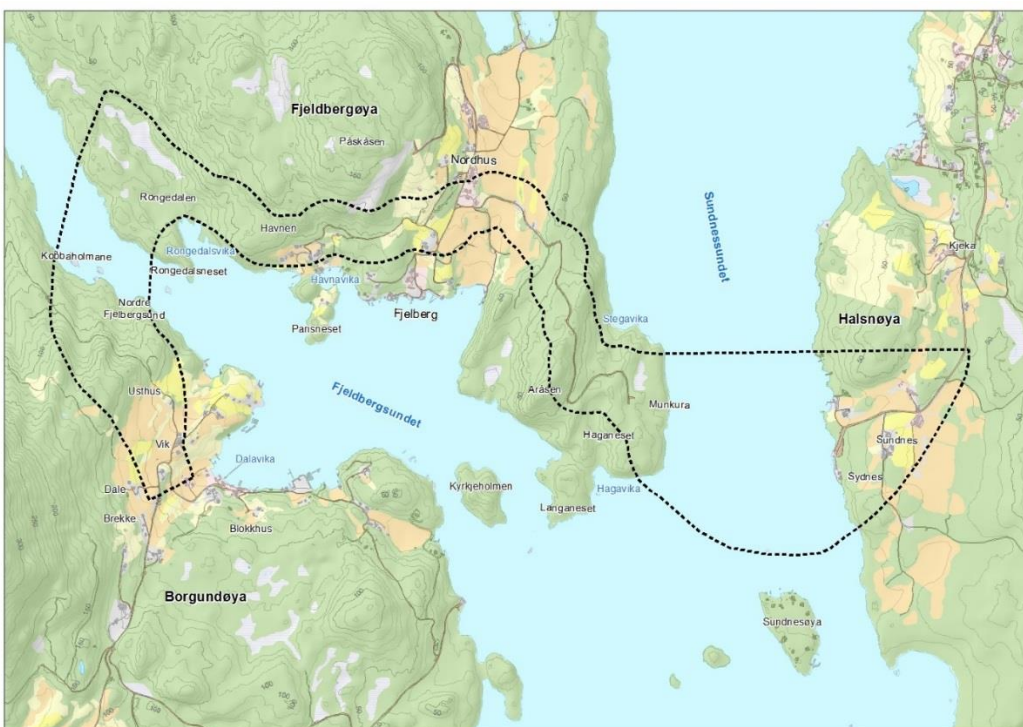 Fjeldbergøya
Påskåsen
Nordhus
Rongedalen
Havnen
Sundnessundet
Kjeka
Rongedalsvika
Kobbaholmane
Rongedalsneset
Havnavika
Nordre
Fjelbergsund
Fjelberg
Parisneset
Stegavika
Halsnøya
Usthus
Fjeldbergsundet
Aråsen
Munkura
Vik
Haganeset
Sundnes
Dalavika
Dale
Kyrkjeholmen
Hagavika
Sydnes
Brekke
Blokkhus
Langaneset
Borgundøya
Sundnesøya